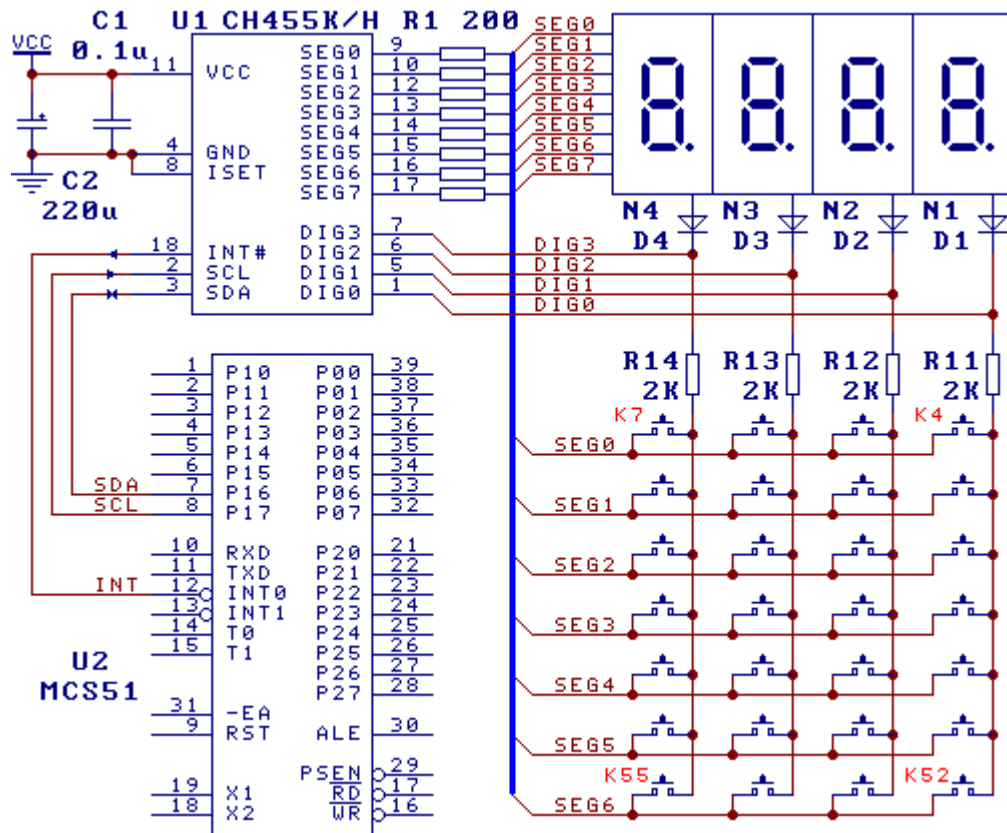 C1 U1 CH455K/H R1 200
VCC 0.1u
11 VCC
4 GND
8 ISET
C2
220u
18 INT#
2 SCL
3 SDA
SEG0 9
SEG1 10
SEG2 12
SEG3 13
SEG4 14
SEG5 15
SEG6 16
SEG7 17
DIG3 7
DIG2 6
DIG1 5
DIG0 1
SEG0
SEG1
SEG2
SEG3
SEG4
SEG5
SEG6
SEG7
N4 N3 N2 N1
D4 D3 D2 D1
DIG3
DIG2
DIG1
DIG0
R14 R13 R12 R11
2K 2K 2K 2K
K7 K4
SEG0
SEG1
SEG2
SEG3
SEG4
SEG5
K55 K52
SEG6
1 P10 P00 39
2 P11 P01 38
3 P12 P02 37
4 P13 P03 36
5 P14 P04 35
6 P15 P05 34
SDA 7 P16 P06 33
SCL 8 P17 P07 32
10 RXD P20 21
11 TXD P21 22
INT 12 INT0 P22 23
13 INT1 P23 24
14 T0 P24 25
15 T1 P25 26
P26 27
P27 28
U2
MCS51
31 -EA
9 RST ALE 30
PSEN 29
19 X1 RD 17
18 X2 WR 16